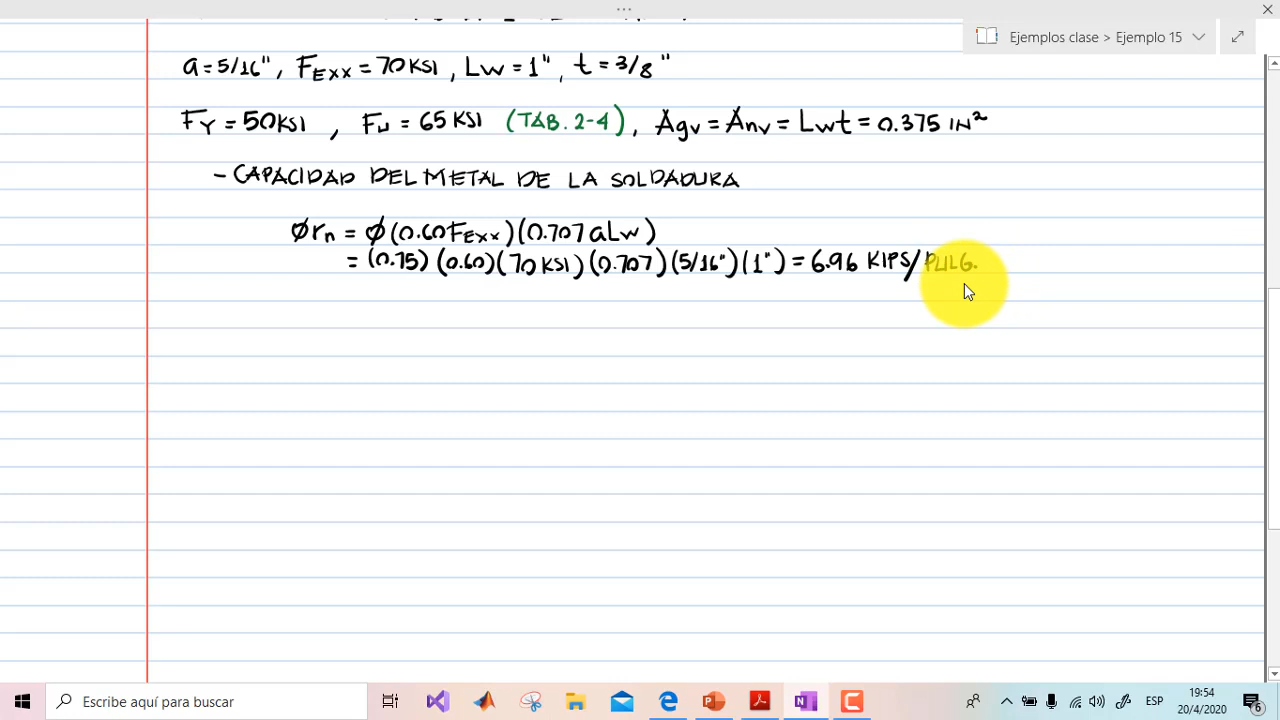 Ejemplos clase > Ejemplo 15
a = 5/16", FEXX = 70 KSI, Lw = 1", t = 3/8"
FY = 50 KSI, Fu = 65 KSI (TAB. 2-4), Agv = Anv = Lwt = 0.375 IN²
- CAPACIDAD DEL METAL DE LA SOLDADURA
Ørn = Ø(0.60FEXX)(0.707aLw)
= (0.75)(0.60)(70 KSI)(0.707)(5/16")(1") = 6.96 KIPS/PULG.
Escribe aquí para buscar
ESP
19:54
20/4/2020
6